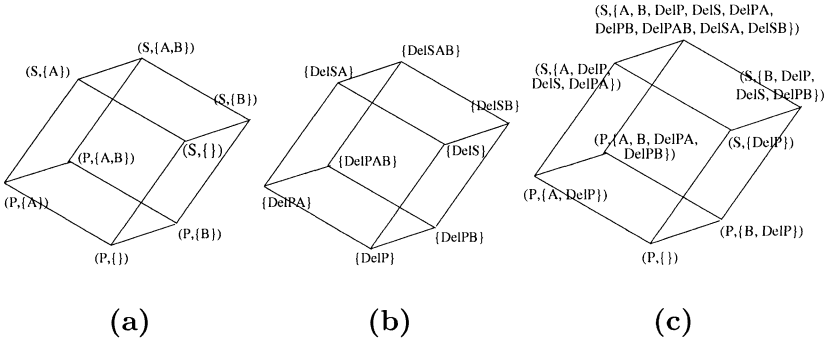 (S,{A,B})
(S,{A})
(S,{B})
(S,{})
(P,{A,B})
(P,{A})
(P,{B})
(P,{})
(a)
{DelSAB}
{DelSA}
{DelSB}
{DelS}
{DelPAB}
{DelPA}
{DelPB}
{DelP}
(b)
(S,{A, B, DelP, DelS, DelPA,
DelPB, DelPAB, DelSA, DelSB})
(S,{A, DelP,
DelS, DelPA})
(S,{B, DelP,
DelS, DelPB})
(S,{DelP})
(P,{A, B, DelPA,
DelPB})
(P,{A, DelP})
(P,{B, DelP})
(P,{})
(c)